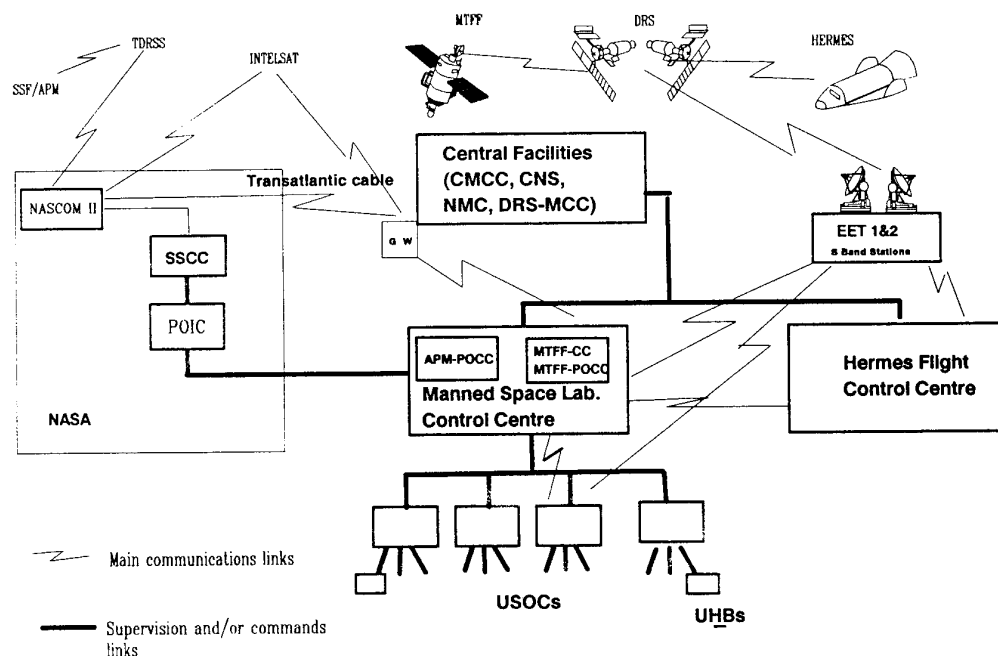 MTFF
DRS
TDRSS
INTELSAT
HERMES
SSF/APM
Central Facilities
(CMCC, CNS,
NMC, DRS-MCC)
Transatlantic cable
NASCOM II
G W
EET 1&2
S Band Stations
SSCC
POIC
APM-POCC
MTFF-CC
MTFF-POCC
Manned Space Lab.
Control Centre
Hermes Flight
Control Centre
NASA
Main communications links
USOCs
UHBs
Supervision and/or commands
links